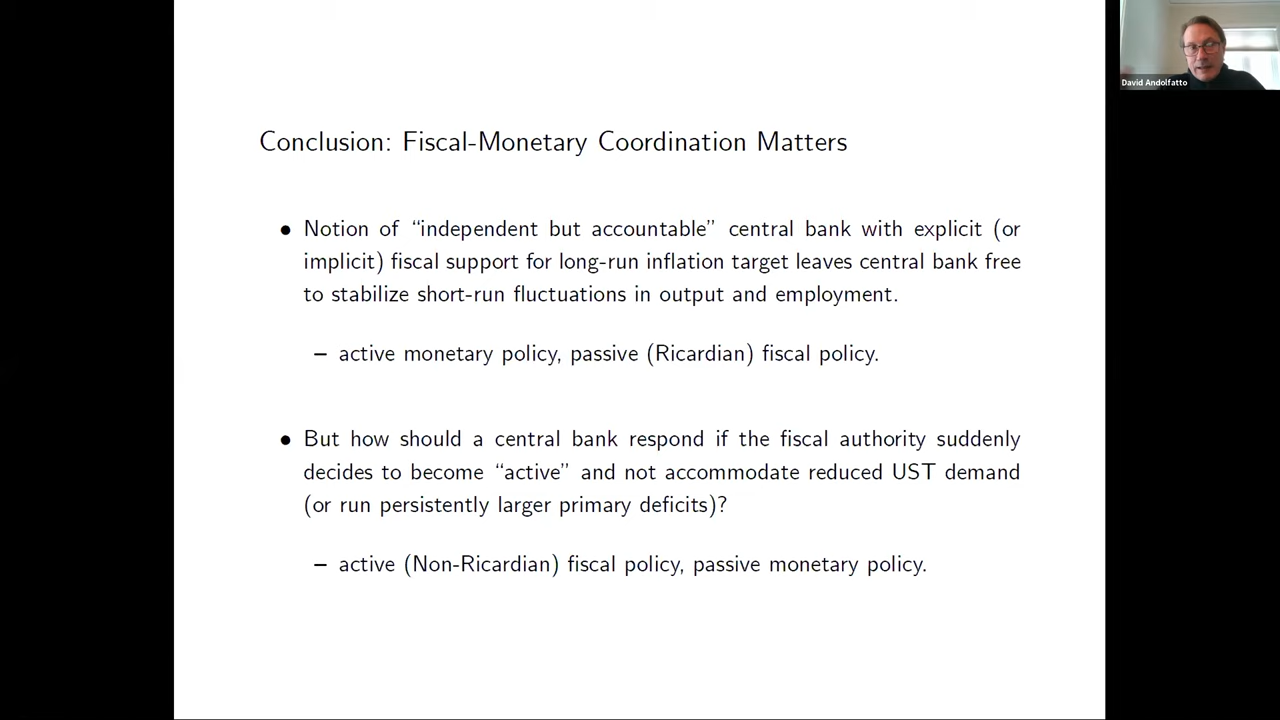 David Andolfatto
Conclusion: Fiscal-Monetary Coordination Matters
● Notion of “independent but accountable” central bank with explicit (or
implicit) fiscal support for long-run inflation target leaves central bank free
to stabilize short-run fluctuations in output and employment.
– active monetary policy, passive (Ricardian) fiscal policy.
● But how should a central bank respond if the fiscal authority suddenly
decides to become “active” and not accommodate reduced UST demand
(or run persistently larger primary deficits)?
– active (Non-Ricardian) fiscal policy, passive monetary policy.